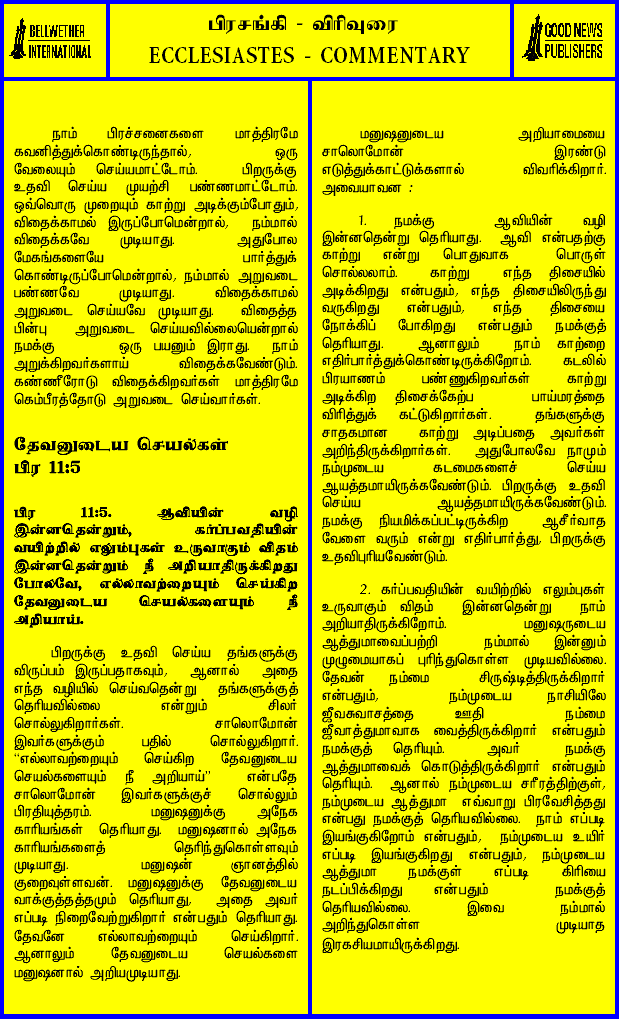 BELLWETHER
INTERNATIONAL
பிரசங்கி - விரிவுரை
ECCLESIASTES - COMMENTARY
GOOD NEWS
PUBLISHERS
நாம் பிரச்சனைகளை மாத்திரமே
கவனித்துக்கொண்டிருந்தால், ஒரு
வேலையும் செய்யமாட்டோம். பிறருக்கு
உதவி செய்ய முயற்சி பண்ணமாட்டோம்.
ஒவ்வொரு முறையும் காற்று அடிக்கும்போதும்,
விதைக்காமல் இருப்போமென்றால், நம்மால்
விதைக்கவே முடியாது. அதுபோல
மேகங்களையே பார்த்துக்
கொண்டிருப்போமென்றால், நம்மால் அறுவடை
பண்ணவே முடியாது. விதைக்காமல்
அறுவடை செய்யவே முடியாது. விதைத்த
பின்பு அறுவடை செய்யவில்லையென்றால்
நமக்கு ஒரு பயனும் இராது. நாம்
அறுக்கிறவர்களாய் விதைக்கவேண்டும்.
கண்ணீரோடு விதைக்கிறவர்கள் மாத்திரமே
கெம்பீரத்தோடு அறுவடை செய்வார்கள்.
தேவனுடைய செயல்கள்
பிர 11:5
பிர 11:5. ஆவியின் வழி
இன்னதென்றும், கர்ப்பவதியின்
வயிற்றில் எலும்புகள் உருவாகும் விதம்
இன்னதென்றும் நீ அறியாதிருக்கிறது
போலவே, எல்லாவற்றையும் செய்கிற
தேவனுடைய செயல்களையும் நீ
அறியாய்.
பிறருக்கு உதவி செய்ய தங்களுக்கு
விருப்பம் இருப்பதாகவும், ஆனால் அதை
எந்த வழியில் செய்வதென்று தங்களுக்குத்
தெரியவில்லை என்றும் சிலர்
சொல்லுகிறார்கள். சாலொமோன்
இவர்களுக்கும் பதில் சொல்லுகிறார்.
“எல்லாவற்றையும் செய்கிற தேவனுடைய
செயல்களையும் நீ அறியாய்” என்பதே
சாலொமோன் இவர்களுக்குச் சொல்லும்
பிரதியுத்தரம். மனுஷனுக்கு அநேக
காரியங்கள் தெரியாது. மனுஷனால் அநேக
காரியங்களைத் தெரிந்துகொள்ளவும்
முடியாது. மனுஷன் ஞானத்தில்
குறைவுள்ளவன். மனுஷனுக்கு தேவனுடைய
வாக்குத்தத்தமும் தெரியாது, அதை அவர்
எப்படி நிறைவேற்றுகிறார் என்பதும் தெரியாது.
தேவனே எல்லாவற்றையும் செய்கிறார்.
ஆனாலும் தேவனுடைய செயல்களை
மனுஷனால் அறியமுடியாது.
மனுஷனுடைய அறியாமையை
சாலொமோன் இரண்டு
எடுத்துக்காட்டுக்களால் விவரிக்கிறார்.
அவையாவன :
1. நமக்கு ஆவியின் வழி
இன்னதென்று தெரியாது. ஆவி என்பதற்கு
காற்று என்று பொதுவாக பொருள்
சொல்லலாம். காற்று எந்த திசையில்
அடிக்கிறது என்பதும், எந்த திசையிலிருந்து
வருகிறது என்பதும், எந்த திசையை
நோக்கிப் போகிறது என்பதும் நமக்குத்
தெரியாது. ஆனாலும் நாம் காற்றை
எதிர்பார்த்துக்கொண்டிருக்கிறோம். கடலில்
பிரயாணம் பண்ணுகிறவர்கள் காற்று
அடிக்கிற திசைக்கேற்ப பாய்மரத்தை
விரித்துக் கட்டுகிறார்கள். தங்களுக்கு
சாதகமான காற்று அடிப்பதை அவர்கள்
அறிந்திருக்கிறார்கள். அதுபோலவே நாமும்
நம்முடைய கடமைகளைச் செய்ய
ஆயத்தமாயிருக்கவேண்டும். பிறருக்கு உதவி
செய்ய ஆயத்தமாயிருக்கவேண்டும்.
நமக்கு நியமிக்கப்பட்டிருக்கிற ஆசீர்வாத
வேளை வரும் என்று எதிர்பார்த்து, பிறருக்கு
உதவிபுரியவேண்டும்.
2. கர்ப்பவதியின் வயிற்றில் எலும்புகள்
உருவாகும் விதம் இன்னதென்று நாம்
அறியாதிருக்கிறோம். மனுஷருடைய
ஆத்துமாவைப்பற்றி நம்மால் இன்னும்
முழுமையாகப் புரிந்துகொள்ள முடியவில்லை.
தேவன் நம்மை சிருஷ்டித்திருக்கிறார்
என்பதும், நம்முடைய நாசியிலே
ஜீவசுவாசத்தை ஊதி நம்மை
ஜீவாத்துமாவாக வைத்திருக்கிறார் என்பதும்
நமக்குத் தெரியும். அவர் நமக்கு
ஆத்துமாவைக் கொடுத்திருக்கிறார் என்பதும்
தெரியும். ஆனால் நம்முடைய சரீரத்திற்குள்,
நம்முடைய ஆத்துமா எவ்வாறு பிரவேசித்தது
என்பது நமக்குத் தெரியவில்லை. நாம் எப்படி
இயங்குகிறோம் என்பதும், நம்முடைய உயிர்
எப்படி இயங்குகிறது என்பதும், நம்முடைய
ஆத்துமா நமக்குள் எப்படி கிரியை
நடப்பிக்கிறது என்பதும் நமக்குத்
தெரியவில்லை. இவை நம்மால்
அறிந்துகொள்ள முடியாத
இரகசியமாயிருக்கிறது.